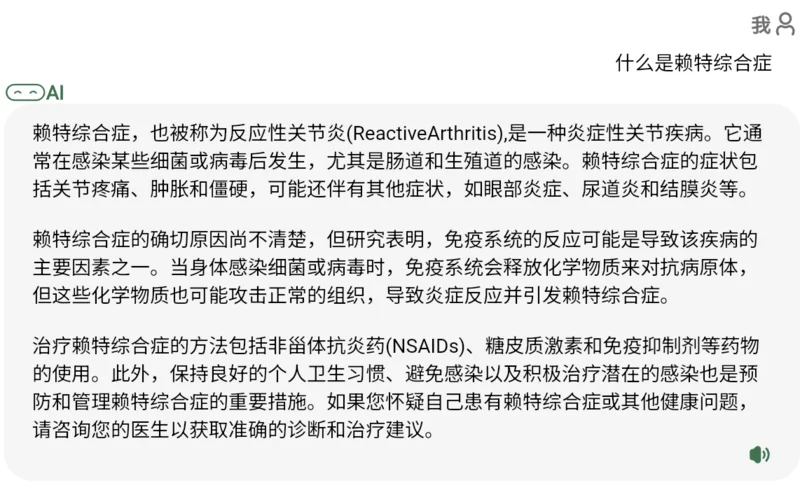 我
什么是赖特综合症
AI
赖特综合症，也被称为反应性关节炎(ReactiveArthritis),是一种炎症性关节疾病。它通
常在感染某些细菌或病毒后发生，尤其是肠道和生殖道的感染。赖特综合症的症状包
括关节疼痛、肿胀和僵硬，可能还伴有其他症状，如眼部炎症、尿道炎和结膜炎等。
赖特综合症的确切原因尚不清楚，但研究表明，免疫系统的反应可能是导致该疾病的
主要因素之一。当身体感染细菌或病毒时，免疫系统会释放化学物质来对抗病原体，
但这些化学物质也可能攻击正常的组织，导致炎症反应并引发赖特综合症。
治疗赖特综合症的方法包括非甾体抗炎药(NSAIDs)、糖皮质激素和免疫抑制剂等药物
的使用。此外，保持良好的个人卫生习惯、避免感染以及积极治疗潜在的感染也是预
防和管理赖特综合症的重要措施。如果您怀疑自己患有赖特综合症或其他健康问题，
请咨询您的医生以获取准确的诊断和治疗建议。